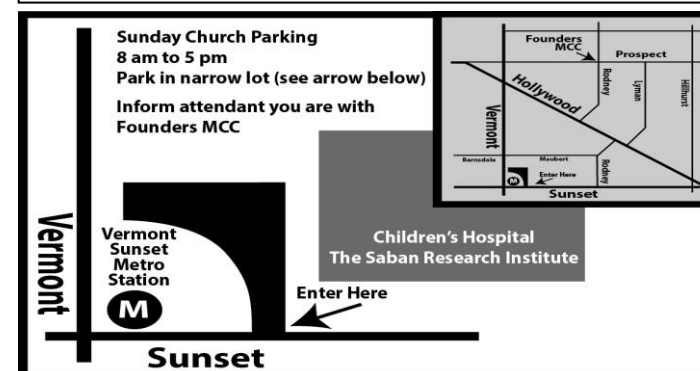 Sunday Church Parking
8 am to 5 pm
Park in narrow lot (see arrow below)
Inform attendant you are with
Founders MCC
Vermont
Vermont
Sunset
Metro
Station
M
Children's Hospital
The Saban Research Institute
Enter Here
Sunset
Founders
MCC
Prospect
Hollywood
Rodney
Lyman
Hillhurst
Vermont
Barnsdale
Maubert
Rodney
M
Enter Here
Sunset